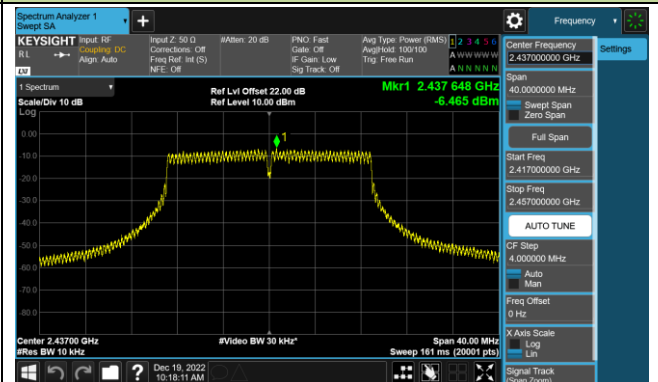 Spectrum Analyzer 1
Swept SA
Frequency
KEYSIGHT
RL
Input: RF
Coupling: DC
Align: Auto
Input Z: 50 Ω
Corrections: Off
Freq Ref: Int (S)
NFE: Off
#Atten: 20 dB
PNO: Fast
Gate: Off
IF Gain: Low
Sig Track: Off
Avg Type: Power (RMS)
Avg|Hold: 100/100
Trig: Free Run
1 2 3 4 5 6
A W W W W W
A N N N N N
1 Spectrum
Scale/Div 10 dB
Log
Ref Lvl Offset 22.00 dB
Ref Level 10.00 dBm
Mkr1 2.437 648 GHz
-6.465 dBm
1
0.00
-10.0
-20.0
-30.0
-40.0
-50.0
-60.0
-70.0
-80.0
Center 2.43700 GHz
#Res BW 10 kHz
#Video BW 30 kHz*
Span 40.00 MHz
Sweep 161 ms (20001 pts)
Dec 19, 2022
10:18:11 AM
Center Frequency
2.437000000 GHz
Span
40.0000000 MHz
Swept Span
Zero Span
Full Span
Start Freq
2.417000000 GHz
Stop Freq
2.457000000 GHz
AUTO TUNE
CF Step
4.000000 MHz
Auto
Man
Freq Offset
0 Hz
X Axis Scale
Log
Lin
Signal Track
(Span Zoom)
Settings